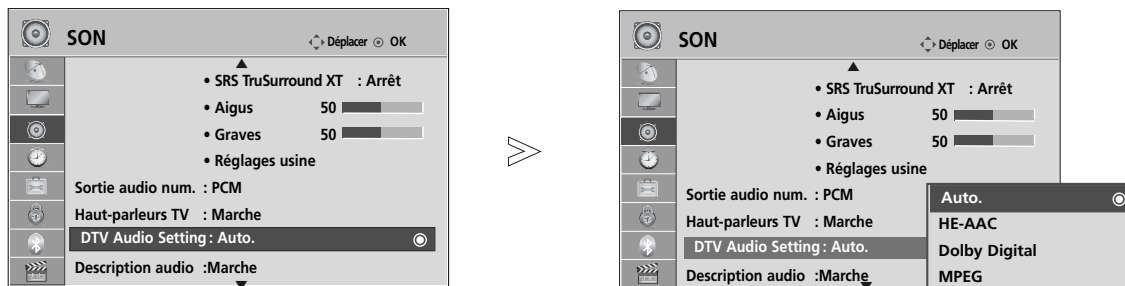 SON Déplacer OK
• SRS TruSurround XT : Arrêt
• Aigus 50
• Graves 50
• Réglages usine
Sortie audio num. : PCM
Haut-parleurs TV : Marche
DTV Audio Setting : Auto.
Description audio :Marche
>
SON Déplacer OK
• SRS TruSurround XT : Arrêt
• Aigus 50
• Graves 50
• Réglages usine
Sortie audio num. : PCM
Haut-parleurs TV : Marche
DTV Audio Setting : Auto.
Description audio :Marche
Auto.
HE-AAC
Dolby Digital
MPEG